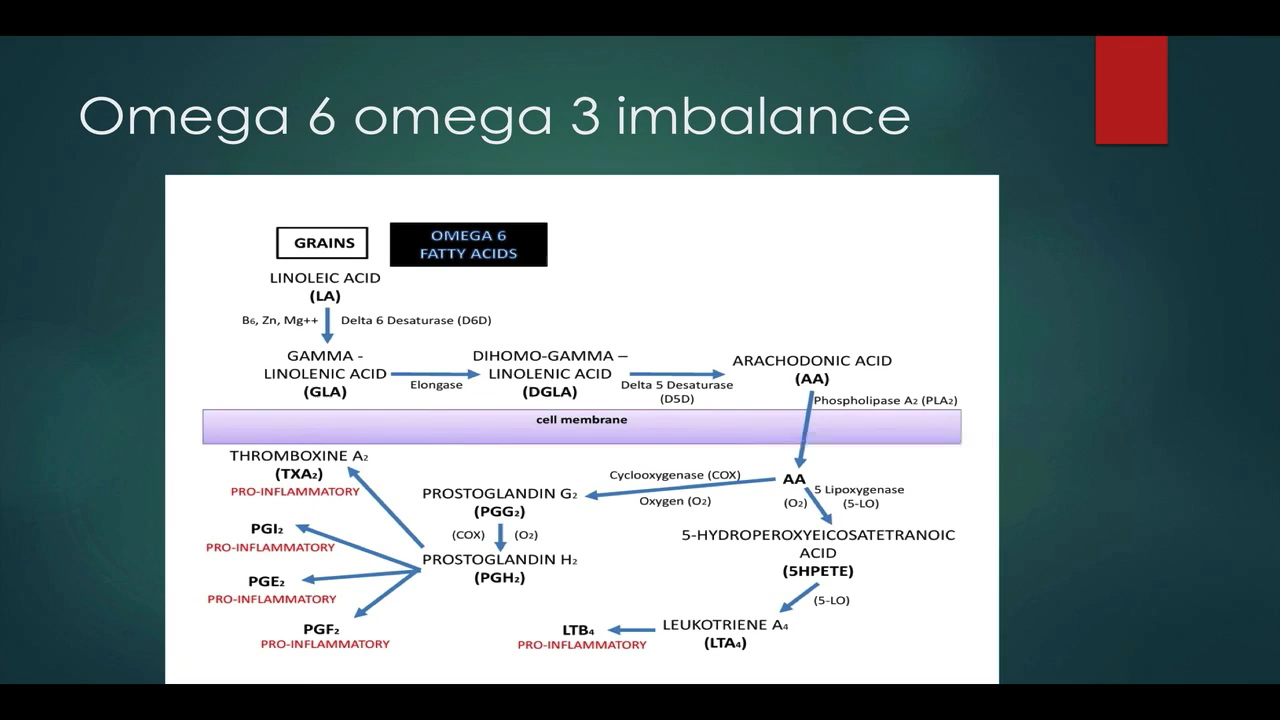 Omega 6 omega 3 imbalance
GRAINS
OMEGA 6
FATTY ACIDS
LINOLEIC ACID
(LA)
B₆, Zn, Mg++
Delta 6 Desaturase (D6D)
GAMMA -
LINOLENIC ACID
(GLA)
Elongase
DIHOMO-GAMMA –
LINOLENIC ACID
(DGLA)
Delta 5 Desaturase
(D5D)
ARACHODONIC ACID
(AA)
Phospholipase A₂ (PLA₂)
cell membrane
THROMBOXINE A₂
(TXA₂)
PRO-INFLAMMATORY
PGI₂
PRO-INFLAMMATORY
PGE₂
PRO-INFLAMMATORY
PGF₂
PRO-INFLAMMATORY
PROSTOGLANDIN G₂
(PGG₂)
(COX)
(O₂)
PROSTOGLANDIN H₂
(PGH₂)
Cyclooxygenase (COX)
Oxygen (O₂)
AA
(O₂)
5 Lipoxygenase
(5-LO)
5-HYDROPEROXYEICOSATETRANOIC
ACID
(5HPETE)
(5-LO)
LEUKOTRIENE A₄
(LTA₄)
LTB₄
PRO-INFLAMMATORY